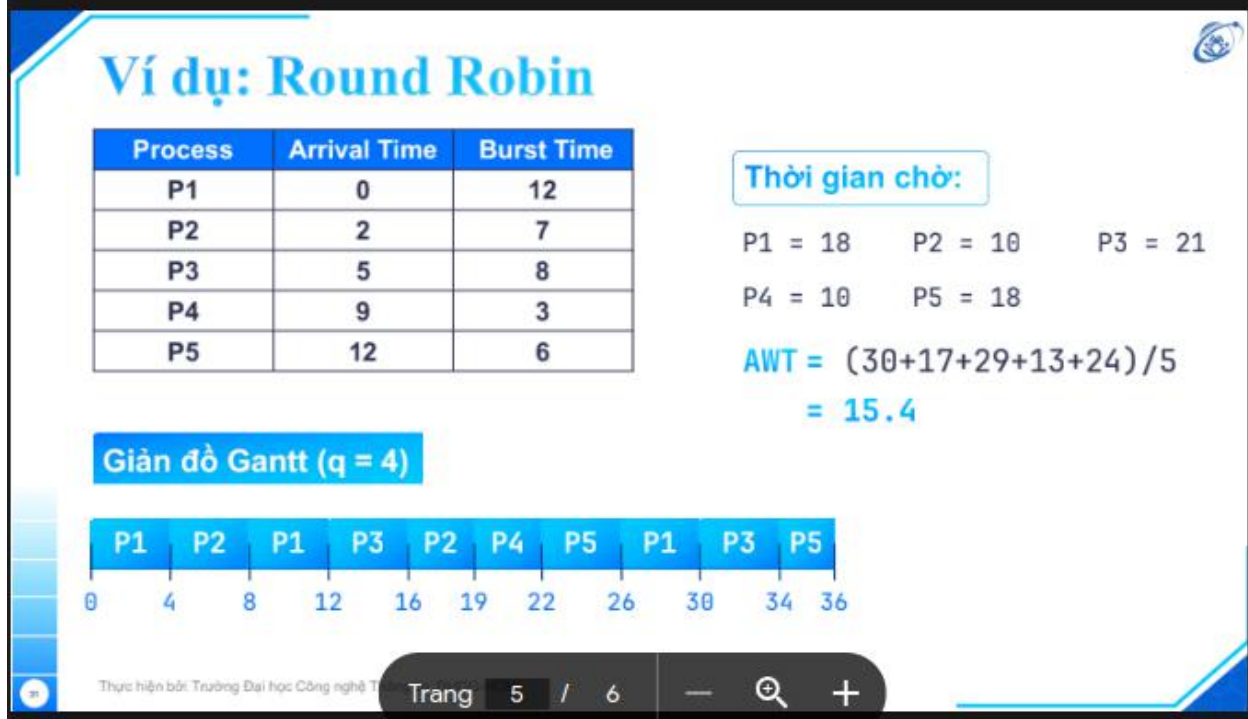 Ví dụ: Round Robin
Process Arrival Time Burst Time
P1 0 12
P2 2 7
P3 5 8
P4 9 3
P5 12 6
Thời gian chờ:
P1 = 18 P2 = 10 P3 = 21
P4 = 10 P5 = 18
AWT = (30+17+29+13+24)/5
= 15.4
Giản đồ Gantt (q = 4)
P1 P2 P1 P3 P2 P4 P5 P1 P3 P5
0 4 8 12 16 19 22 26 30 34 36
Thực hiện bởi Trường Đại học Công nghệ
Trang 5 / 6